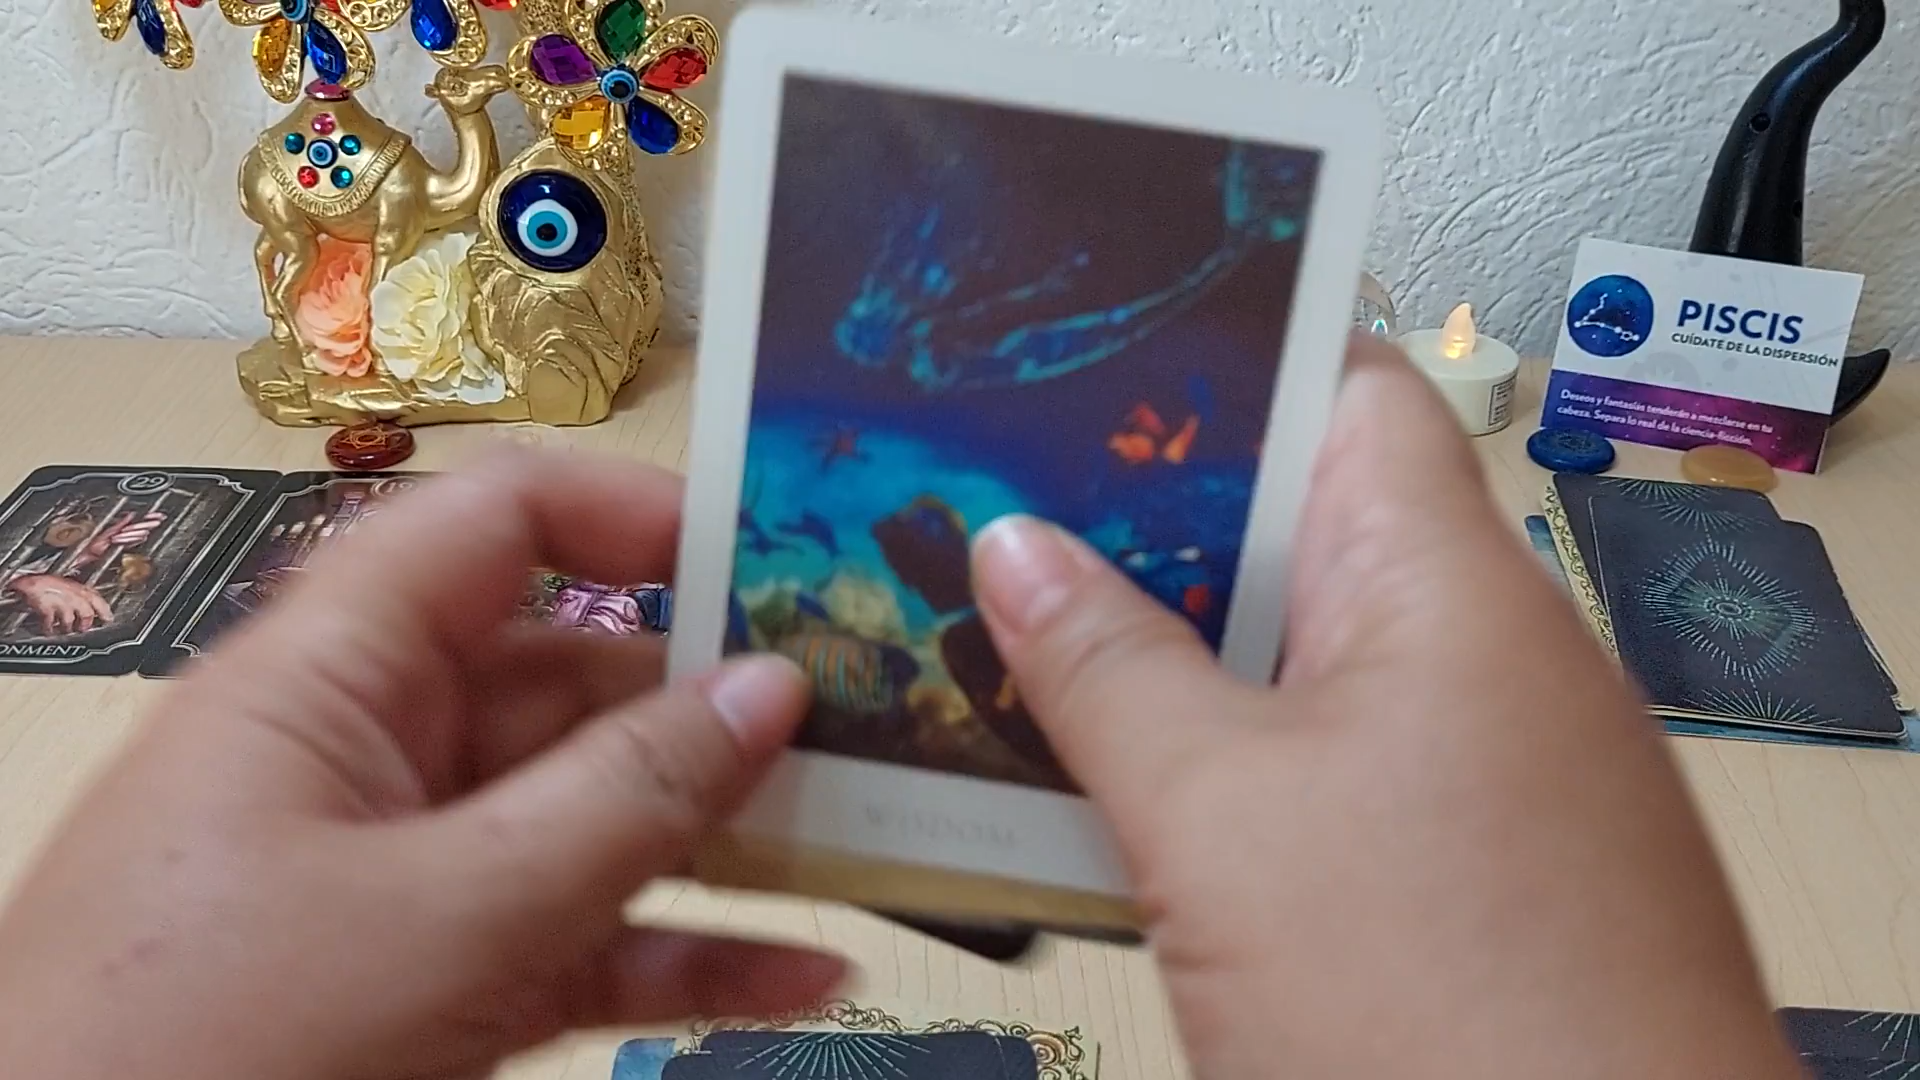 PISCIS
CUÍDATE DE LA DISPERSIÓN
Deseos y fantasías tenderán a mezclarse en tu
cabeza. Separa lo real de la ciencia-ficción.
29
ONMENT
WISDOM